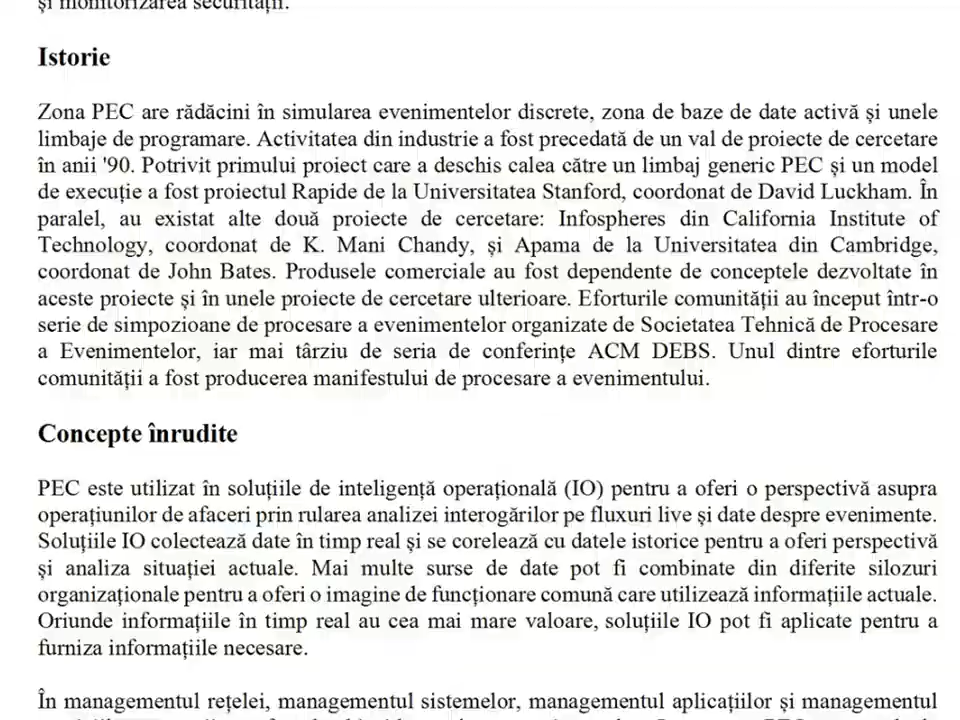 și monitorizarea securității.
Istorie
Zona PEC are rădăcini în simularea evenimentelor discrete, zona de baze de date activă și unele
limbaje de programare. Activitatea din industrie a fost precedată de un val de proiecte de cercetare
în anii '90. Potrivit primului proiect care a deschis calea către un limbaj generic PEC și un model
de execuție a fost proiectul Rapide de la Universitatea Stanford, coordonat de David Luckham. În
paralel, au existat alte două proiecte de cercetare: Infospheres din California Institute of
Technology, coordonat de K. Mani Chandy, și Apama de la Universitatea din Cambridge,
coordonat de John Bates. Produsele comerciale au fost dependente de conceptele dezvoltate în
aceste proiecte și în unele proiecte de cercetare ulterioare. Eforturile comunității au început într-o
serie de simpozioane de procesare a evenimentelor organizate de Societatea Tehnică de Procesare
a Evenimentelor, iar mai târziu de seria de conferințe ACM DEBS. Unul dintre eforturile
comunității a fost producerea manifestului de procesare a evenimentului.
Concepte înrudite
PEC este utilizat în soluțiile de inteligență operațională (IO) pentru a oferi o perspectivă asupra
operațiunilor de afaceri prin rularea analizei interogărilor pe fluxuri live și date despre evenimente.
Soluțiile IO colectează date în timp real și se corelează cu datele istorice pentru a oferi perspectivă
și analiza situației actuale. Mai multe surse de date pot fi combinate din diferite silozuri
organizaționale pentru a oferi o imagine de funcționare comună care utilizează informațiile actuale.
Oriunde informațiile în timp real au cea mai mare valoare, soluțiile IO pot fi aplicate pentru a
furniza informațiile necesare.
În managementul rețelei, managementul sistemelor, managementul aplicațiilor și managementul